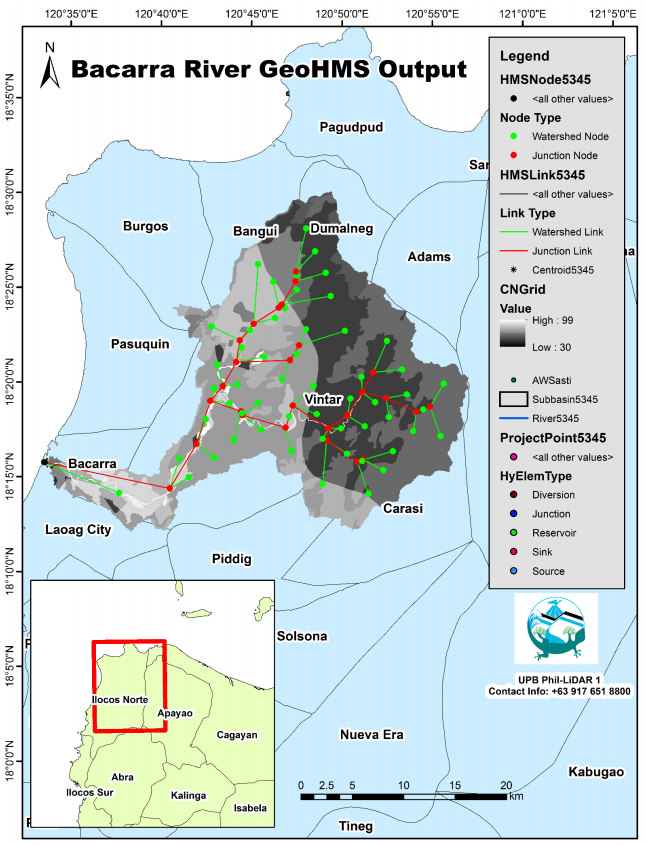 120°35'0"E 120°40'0"E 120°45'0"E 120°50'0"E 120°55'0"E 121°0'0"E 121°5'0"E
N
Bacarra River GeoHMS Output
18°35'0"N
18°30'0"N
18°25'0"N
18°20'0"N
18°15'0"N
18°10'0"N
18°5'0"N
18°0'0"N
Pagudpud
Burgos
Bangui
Dumalneg
Adams
Pasuquin
Vintar
Bacarra
Carasi
Laoag City
Piddig
Solsona
Nueva Era
Kabugao
Tineg
Legend
HMSNode5345
<all other values>
Node Type
Watershed Node
Junction Node
HMSLink5345
<all other values>
Link Type
Watershed Link
Junction Link
Centroid5345
CNGrid
Value
High : 99
Low : 30
AWSasti
Subbasin5345
River5345
ProjectPoint5345
<all other values>
HyElemType
Diversion
Junction
Reservoir
Sink
Source
UPB Phil-LiDAR 1
Contact Info: +63 917 651 8800
Ilocos Norte
Apayao
Cagayan
Abra
Ilocos Sur
Kalinga
Isabela
0 2.5 5 10 15 20
km